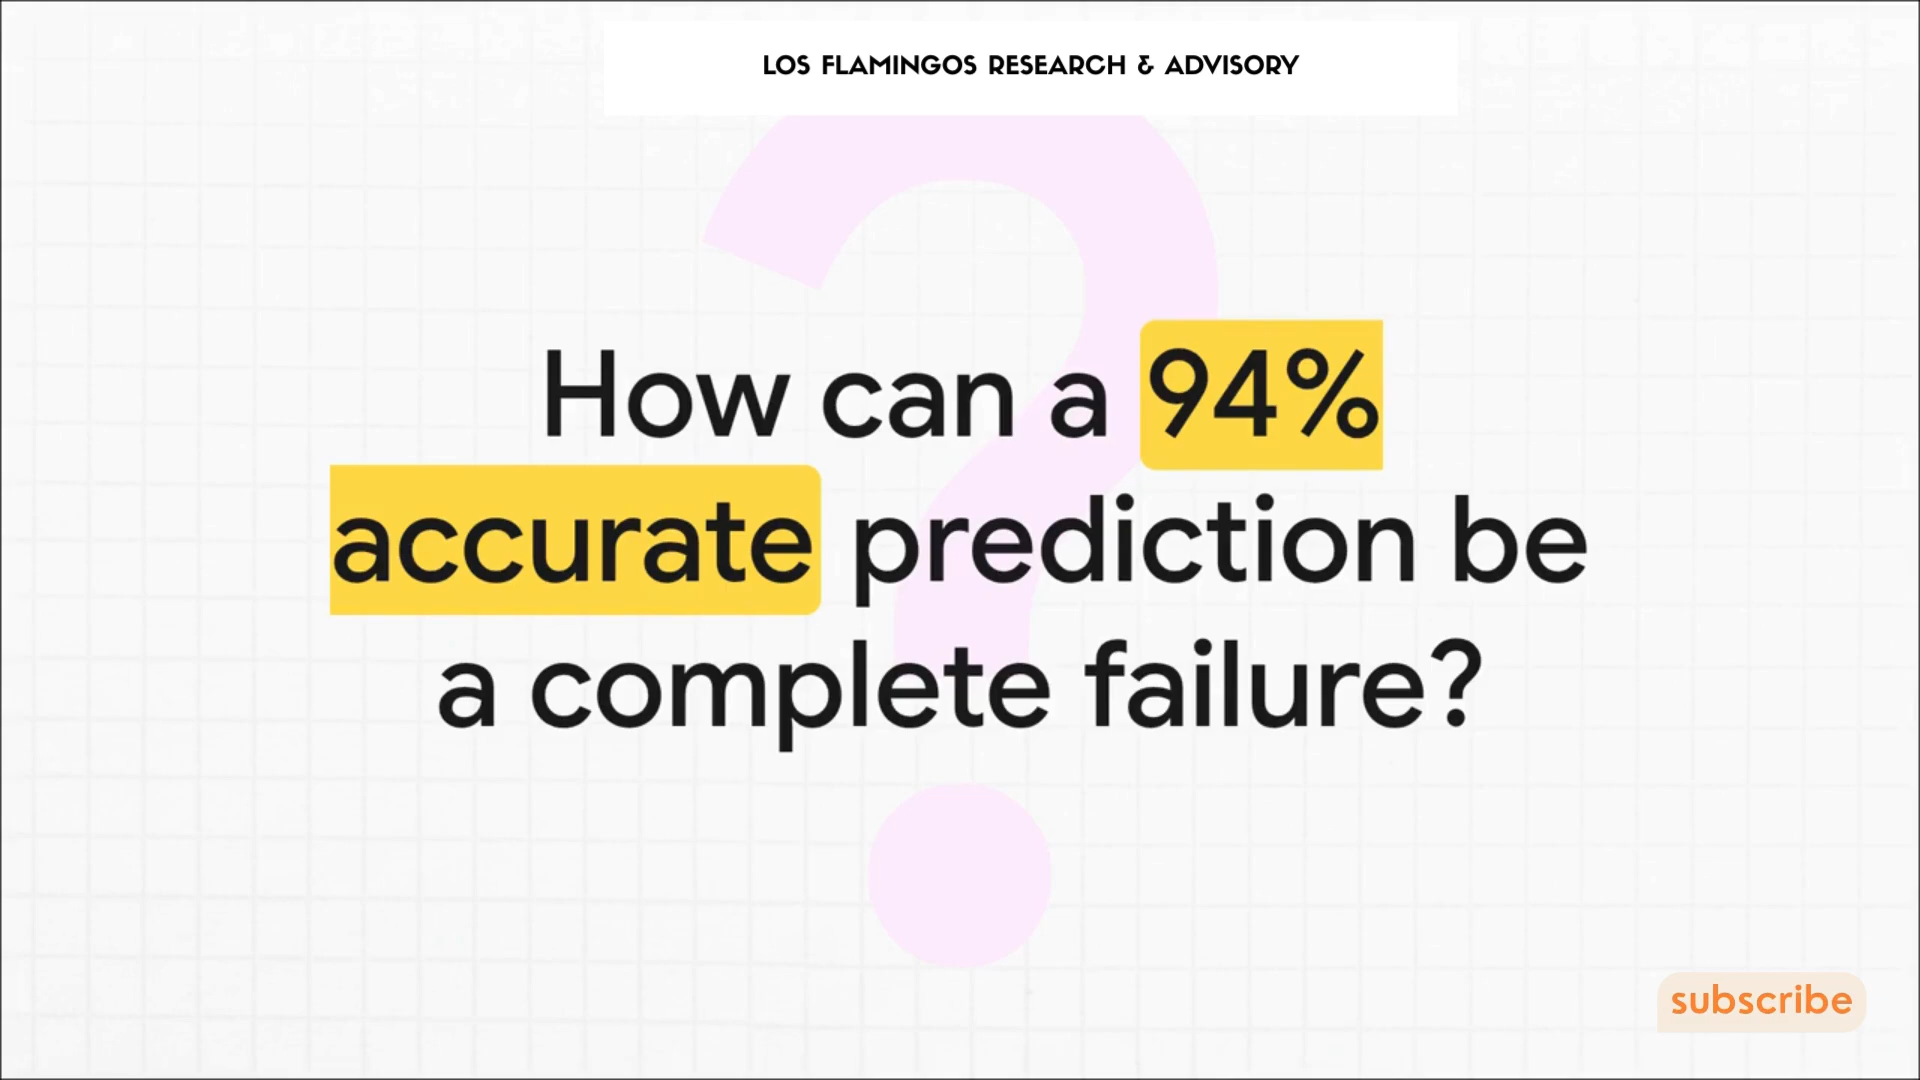 LOS FLAMINGOS RESEARCH & ADVISORY
How can a 94%
accurate prediction be
a complete failure?
subscribe